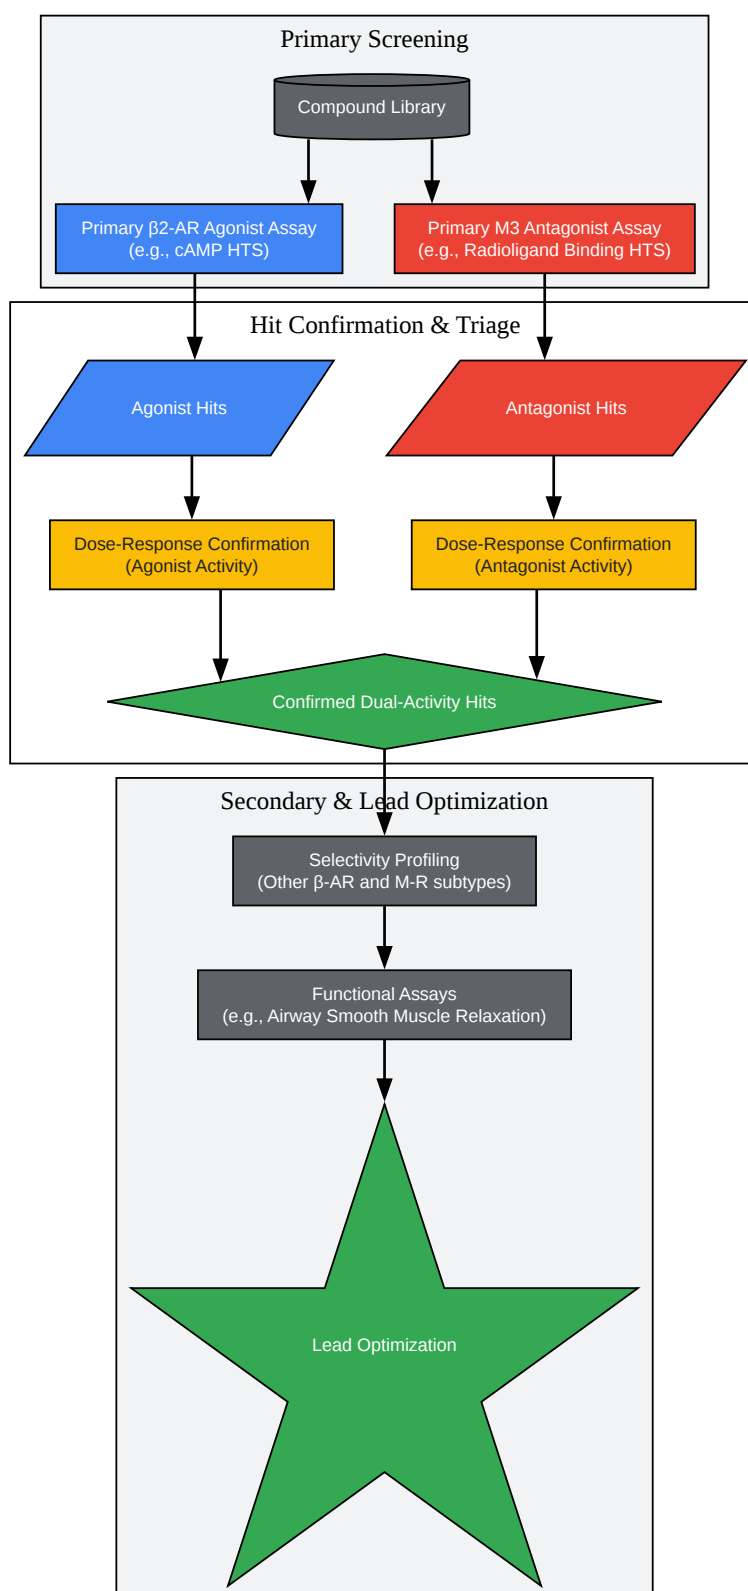 Primary Screening
Compound Library
Primary β2-AR Agonist Assay
(e.g., cAMP HTS)
Primary M3 Antagonist Assay
(e.g., Radioligand Binding HTS)
Hit Confirmation & Triage
Agonist Hits
Antagonist Hits
Dose-Response Confirmation
(Agonist Activity)
Dose-Response Confirmation
(Antagonist Activity)
Confirmed Dual-Activity Hits
Secondary & Lead Optimization
Selectivity Profiling
(Other β-AR and M-R subtypes)
Functional Assays
(e.g., Airway Smooth Muscle Relaxation)
Lead Optimization